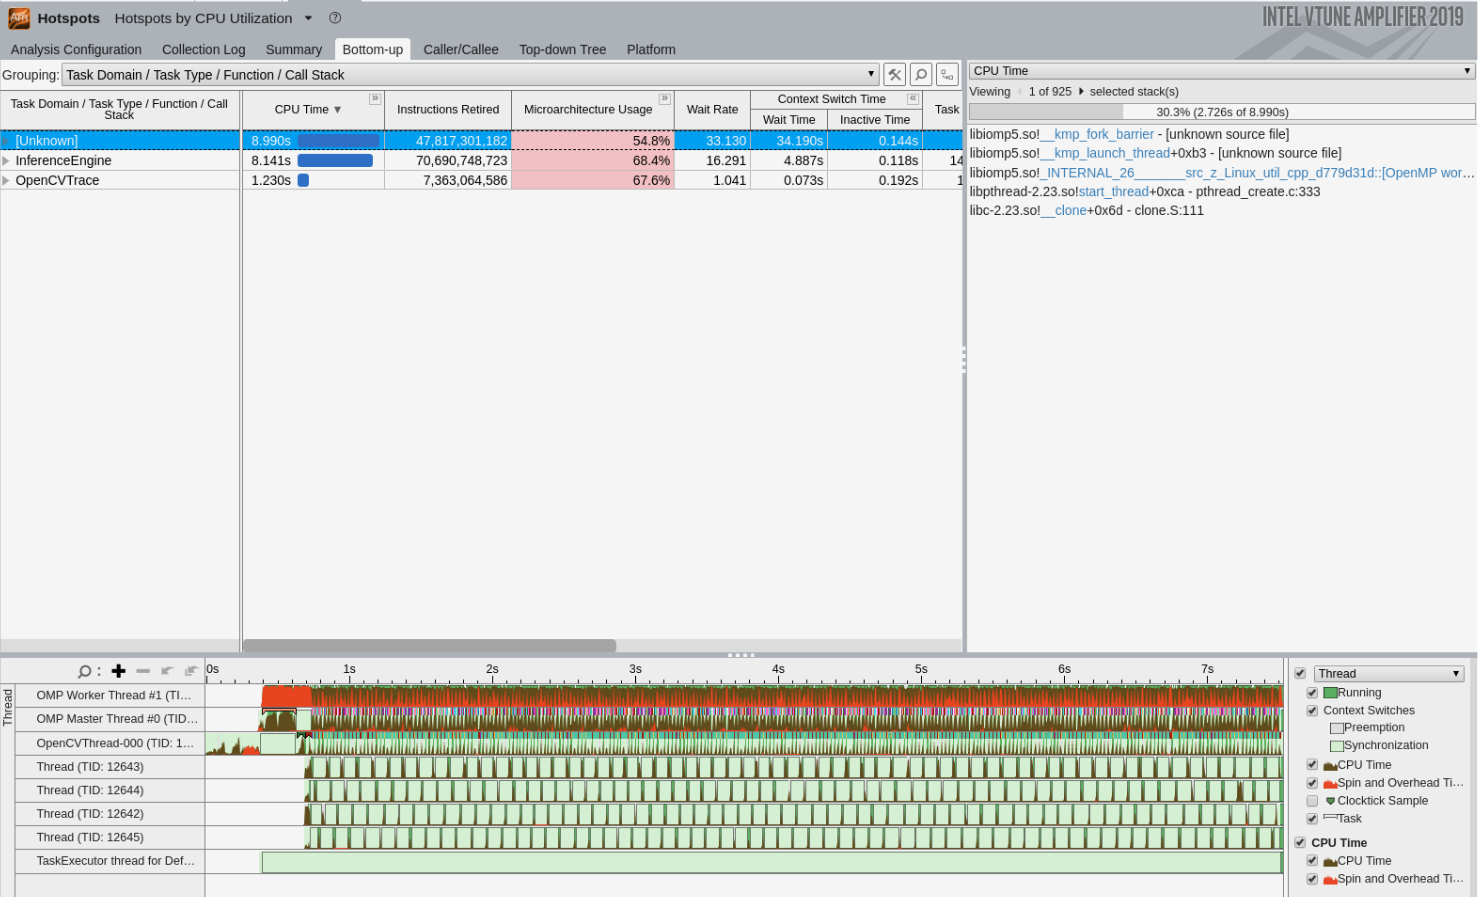 Hotspots Hotspots by CPU Utilization
INTEL VTUNE AMPLIFIER 2019
Analysis Configuration Collection Log Summary Bottom-up Caller/Callee Top-down Tree Platform
Grouping: Task Domain / Task Type / Function / Call Stack
Task Domain / Task Type / Function / Call
Stack
CPU Time Instructions Retired Microarchitecture Usage Wait Rate Context Switch Time Task
Wait Time Inactive Time
[Unknown] 8.990s 47,817,301,182 54.8% 33.130 34.190s 0.144s
InferenceEngine 8.141s 70,690,748,723 68.4% 16.291 4.887s 0.118s 14
OpenCVTrace 1.230s 7,363,064,586 67.6% 1.041 0.073s 0.192s 1
CPU Time
Viewing 1 of 925 selected stack(s)
30.3% (2.726s of 8.990s)
libiomp5.so!__kmp_fork_barrier - [unknown source file]
libiomp5.so!__kmp_launch_thread+0xb3 - [unknown source file]
libiomp5.so!_INTERNAL_26_______src_z_Linux_util_cpp_d779d31d::[OpenMP wor...
libpthread-2.23.so!start_thread+0xca - pthread_create.c:333
libc-2.23.so!__clone+0x6d - clone.S:111
0s 1s 2s 3s 4s 5s 6s 7s
Thread
OMP Worker Thread #1 (TI...
OMP Master Thread #0 (TID...
OpenCVThread-000 (TID: 1...
Thread (TID: 12643)
Thread (TID: 12644)
Thread (TID: 12642)
Thread (TID: 12645)
TaskExecutor thread for Def...
Thread
Running
Context Switches
Preemption
Synchronization
CPU Time
Spin and Overhead Ti...
Clocktick Sample
Task
CPU Time
CPU Time
Spin and Overhead Ti...